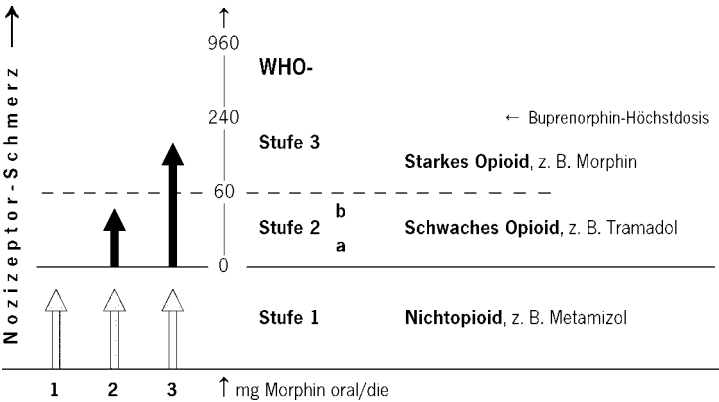 Nozizeptor-Schmerz →
↑
960
WHO-
240
← Buprenorphin-Höchstdosis
Stufe 3
Starkes Opioid, z. B. Morphin
60
Stufe 2 b
a
Schwaches Opioid, z. B. Tramadol
0
Stufe 1
Nichtopioid, z. B. Metamizol
1 2 3 ↑ mg Morphin oral/die